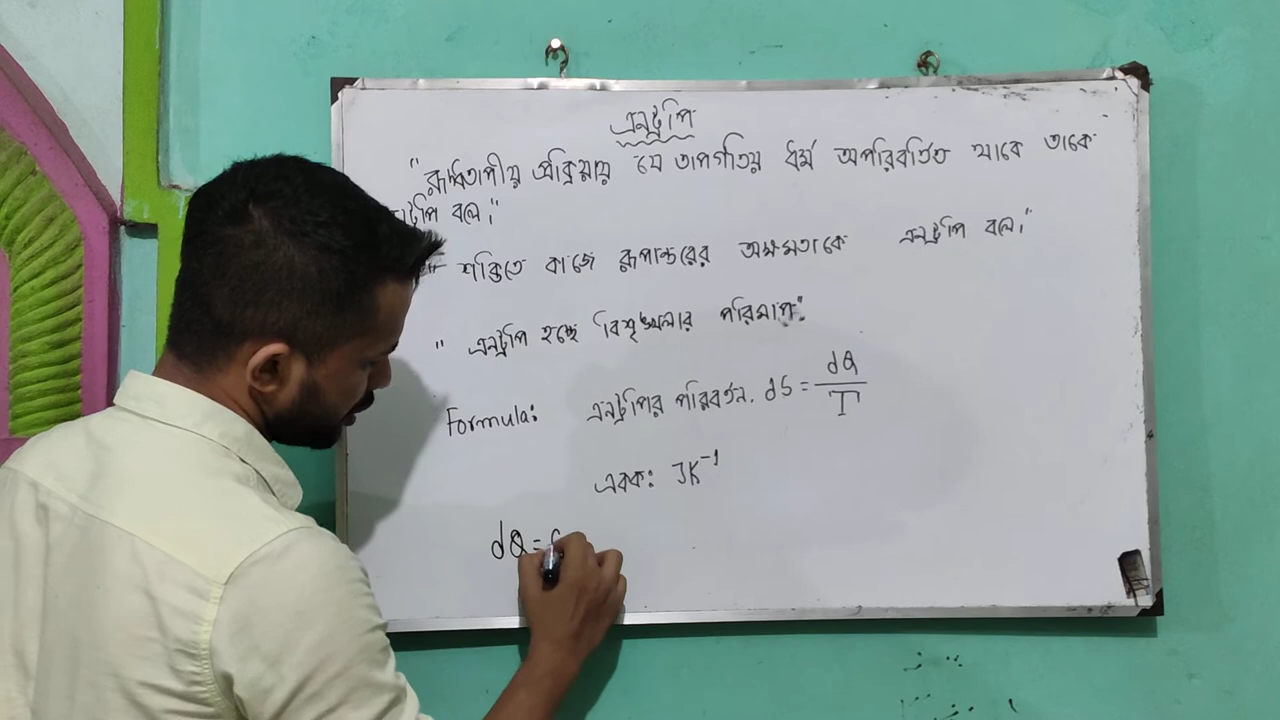 এনট্রপি
"রূদ্ধতাপীয় প্রক্রিয়ায় যে তাপগতিয় ধর্ম অপরিবর্তিত থাকে তাকে
বলে।"
" শক্তিতে কাজে রূপান্তরের অক্ষমতাকে এনট্রপি বলে।"
" এনট্রপি হচ্ছে বিশৃঙ্খলার পরিমাপ"
Formula: এনট্রপির পরিবর্তন, dS = dQ/T
একক: JK⁻¹
dQ =